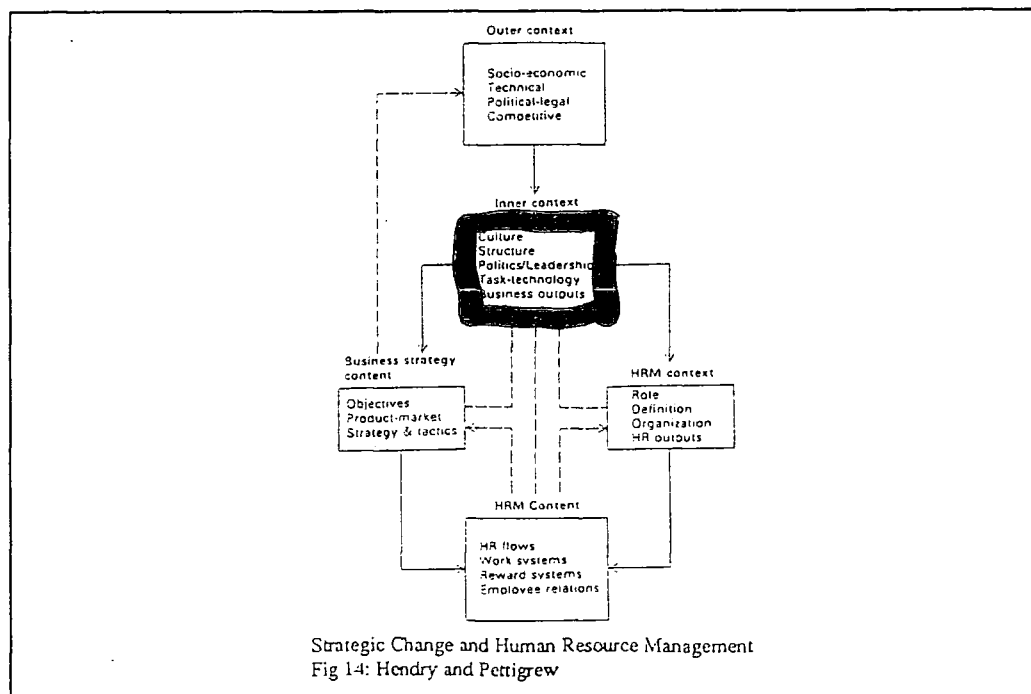 Outer context
Socio-economic
Technical
Political-legal
Competitive
Inner context
Culture
Structure
Politics/Leadership
Task-technology
Business outputs
Business strategy
content
Objectives
Product-market
Strategy & tactics
HRM context
Role
Definition
Organization
HR outputs
HRM Content
HR flows
Work systems
Reward systems
Employee relations
Strategic Change and Human Resource Management
Fig 14: Hendry and Pettigrew